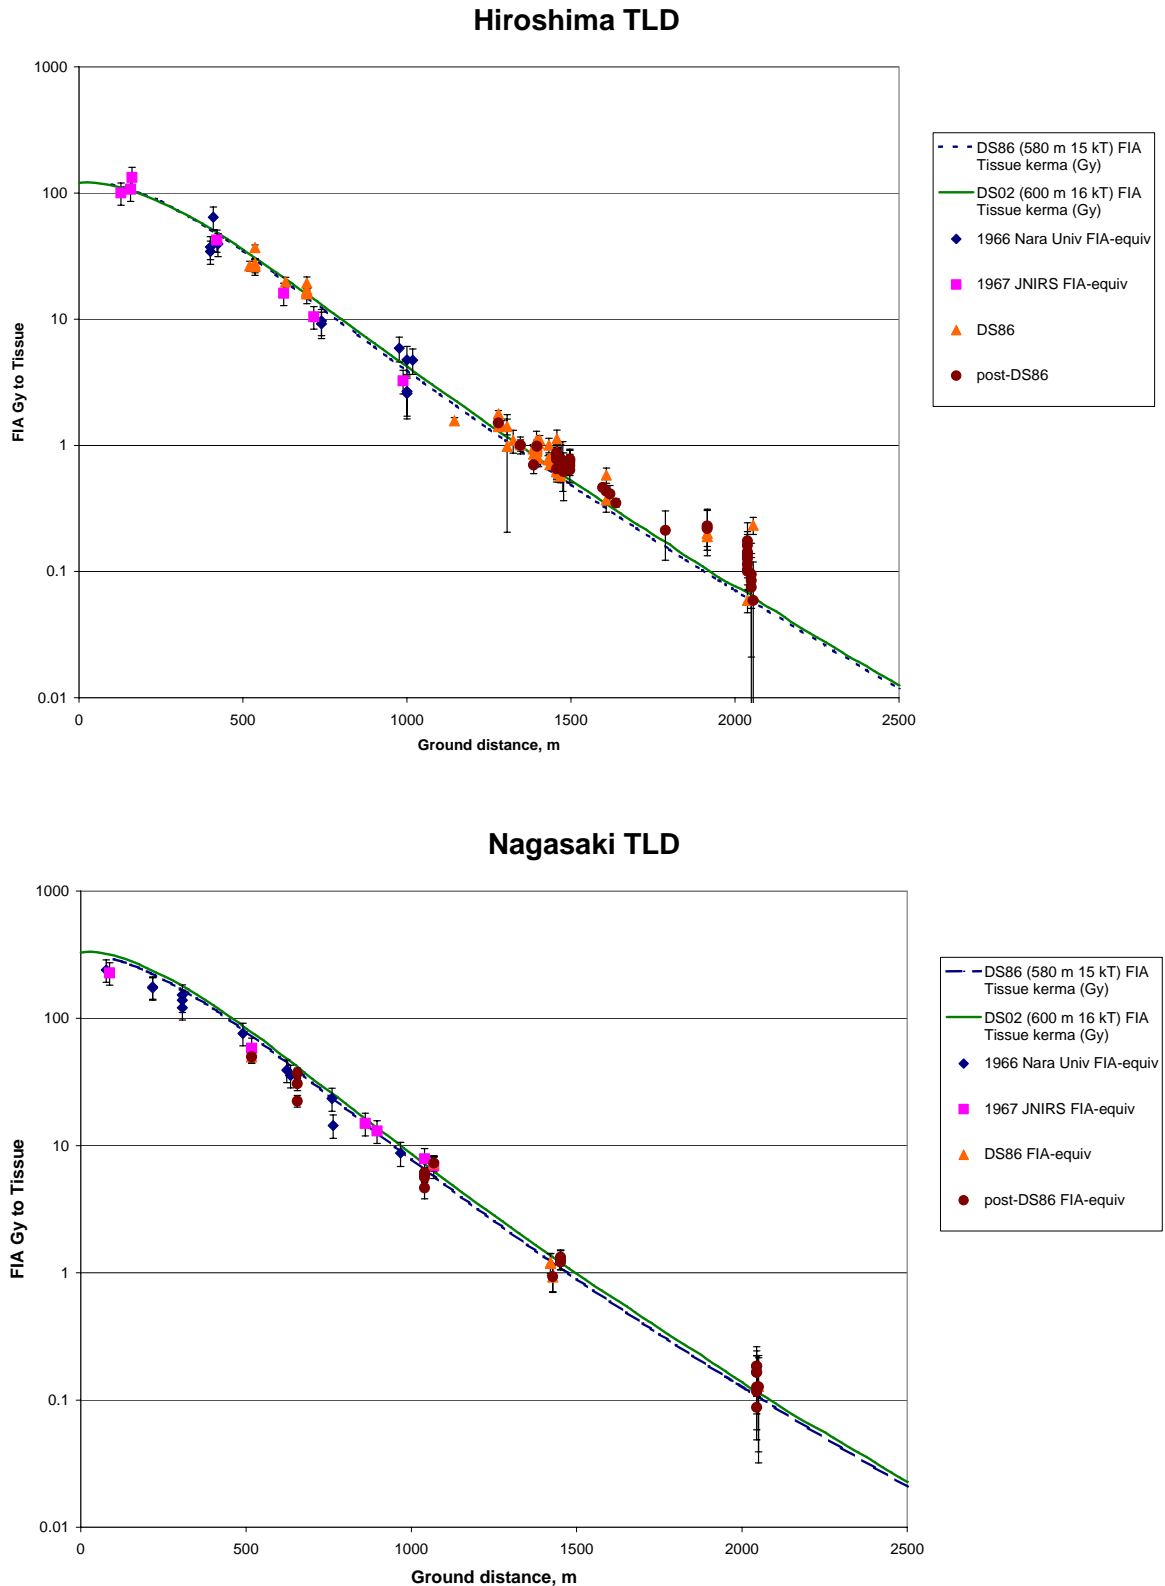 Hiroshima TLD
1000
100
10
1
0.1
0.01
FIA Gy to Tissue
0
500
1000
1500
2000
2500
Ground distance, m
DS86 (580 m 15 kT) FIA
Tissue kerma (Gy)
DS02 (600 m 16 kT) FIA
Tissue kerma (Gy)
1966 Nara Univ FIA-equiv
1967 JNIRS FIA-equiv
DS86
post-DS86
Nagasaki TLD
1000
100
10
1
0.1
0.01
FIA Gy to Tissue
0
500
1000
1500
2000
2500
Ground distance, m
DS86 (580 m 15 kT) FIA
Tissue kerma (Gy)
DS02 (600 m 16 kT) FIA
Tissue kerma (Gy)
1966 Nara Univ FIA-equiv
1967 JNIRS FIA-equiv
DS86 FIA-equiv
post-DS86 FIA-equiv